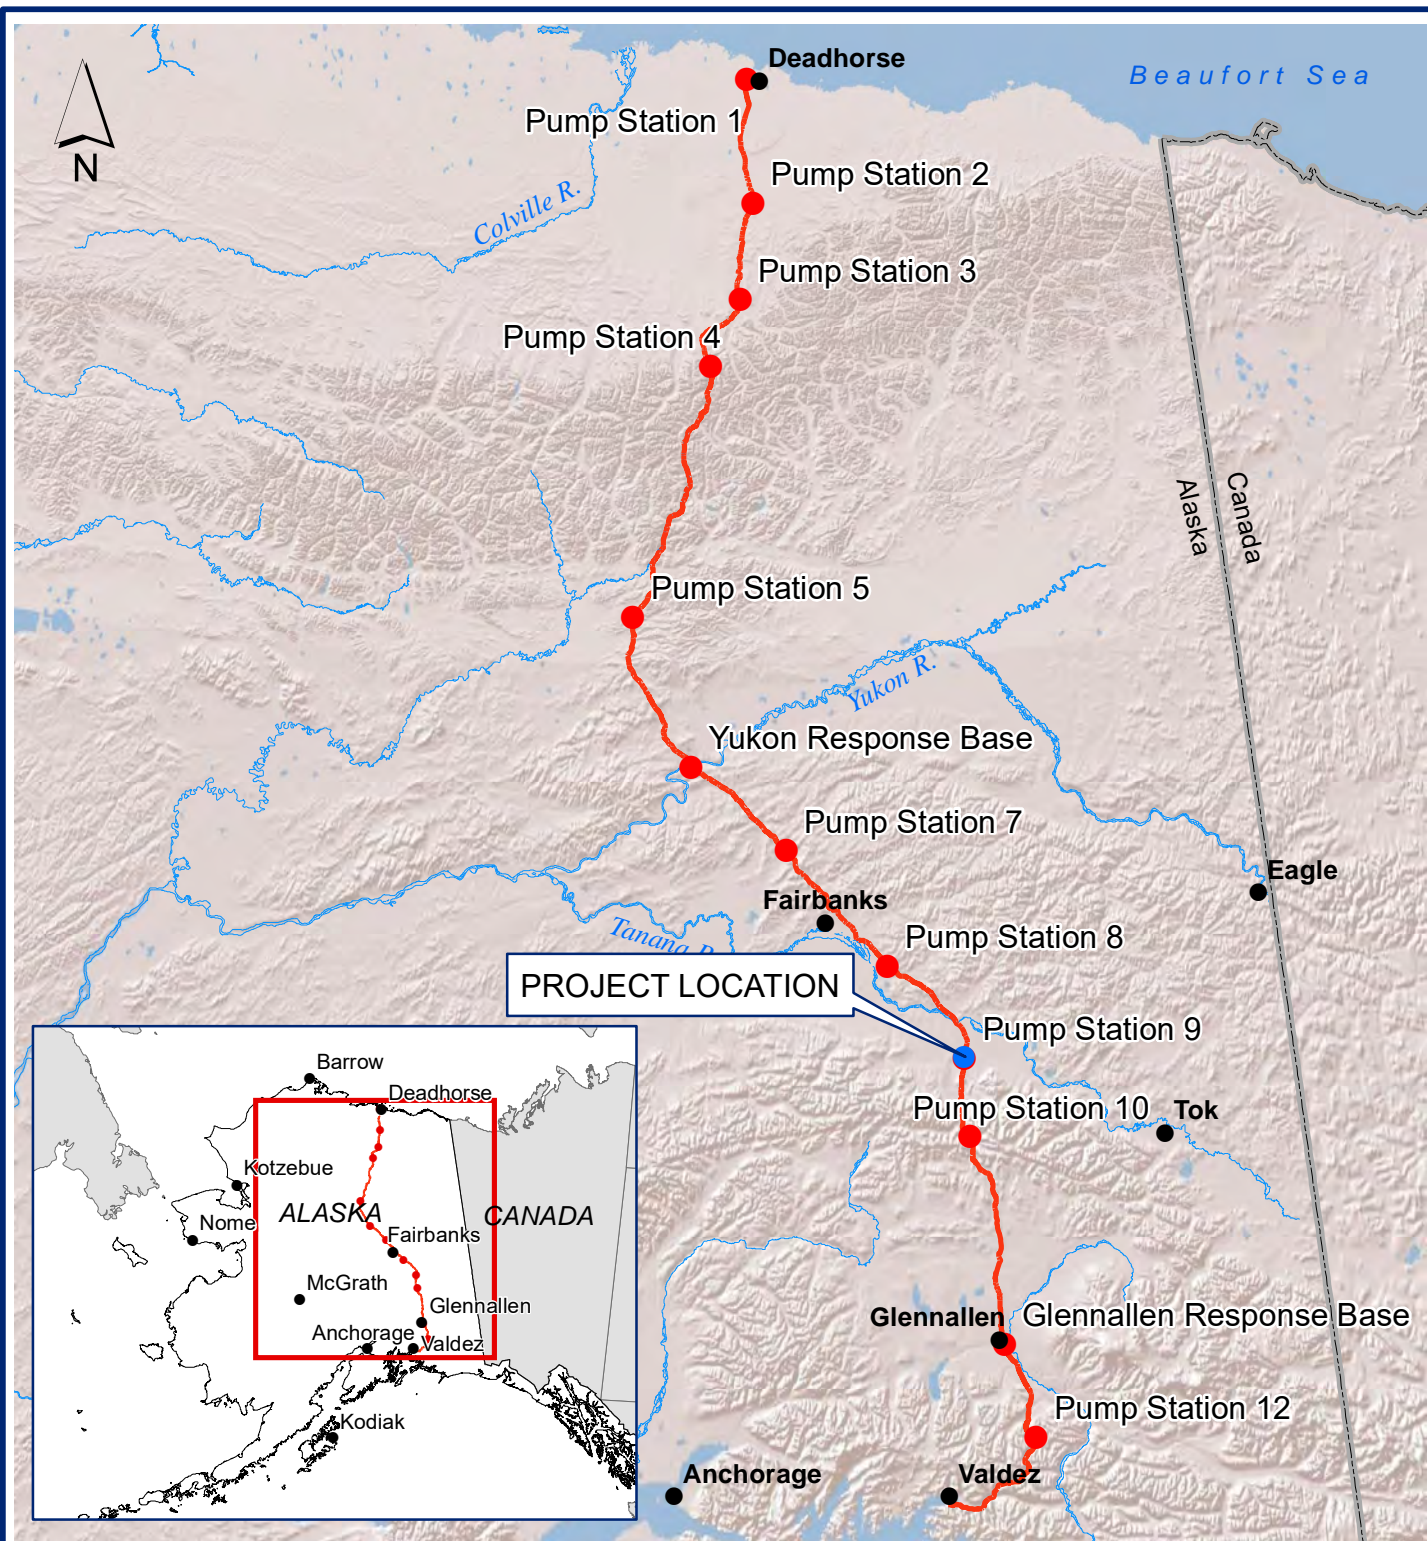 Deadhorse
Beaufort Sea
Pump Station 1
N
Pump Station 2
Colville R.
Pump Station 3
Pump Station 4
Canada
Alaska
Pump Station 5
Yukon R.
Yukon Response Base
Pump Station 7
Eagle
Fairbanks
Tanana R
Pump Station 8
PROJECT LOCATION
Pump Station 9
Pump Station 10
Tok
Glennallen
Glennallen Response Base
Pump Station 12
Anchorage
Valdez
Barrow
Deadhorse
Kotzebue
ALASKA
CANADA
Nome
Fairbanks
McGrath
Glennallen
Anchorage
Valdez
Kodiak